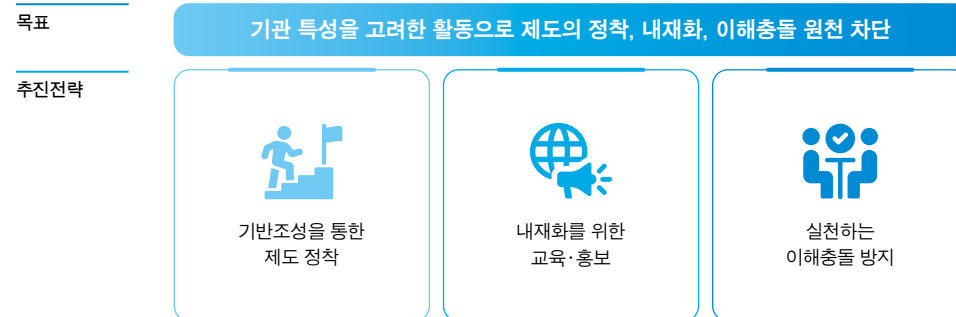 목표
기관 특성을 고려한 활동으로 제도의 정착, 내재화, 이해충돌 원천 차단
추진전략
기반조성을 통한
제도 정착
내재화를 위한
교육·홍보
실천하는
이해충돌 방지